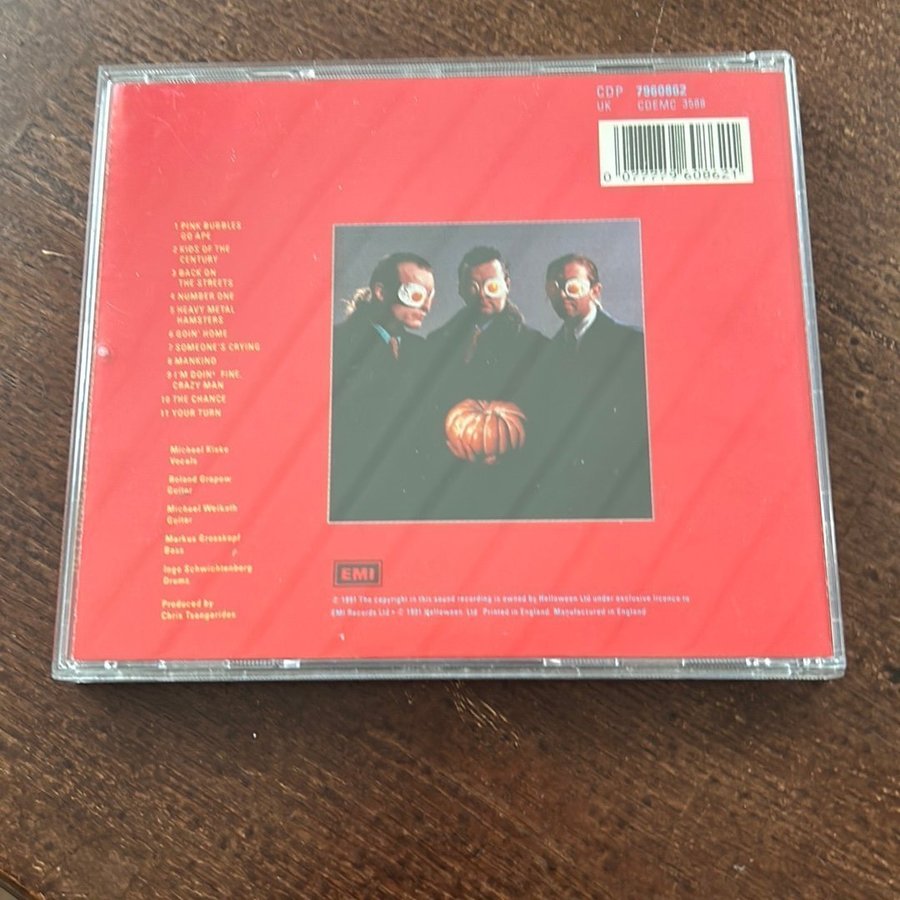 CDP 7960862
UK CDEMC 3588
0 077779 608621
1 PINK BUBBLES
GO APE
2 KIDS OF THE
CENTURY
3 BACK ON
THE STREETS
4 NUMBER ONE
5 HEAVY METAL
HAMSTERS
6 GOIN' HOME
7 SOMEONE'S CRYING
8 MANKIND
9 I'M DOIN' FINE,
CRAZY MAN
10 THE CHANCE
11 YOUR TURN
Michael Kiske
Vocals
Roland Grapow
Guitar
Michael Weikath
Guitar
Markus Grosskopf
Bass
Ingo Schwichtenberg
Drums
Produced by
Chris Tsangarides
EMI
℗ 1991 The copyright in this sound recording is owned by Helloween Ltd under exclusive licence to
EMI Records Ltd • © 1991 Helloween Ltd Printed in England. Manufactured in England